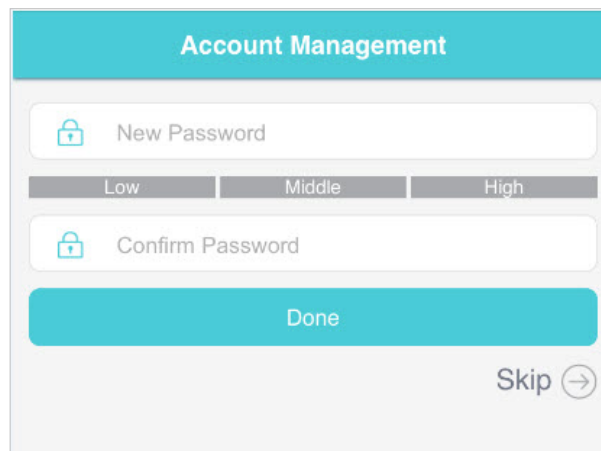 Account Management
New Password
Low Middle High
Confirm Password
Done
Skip